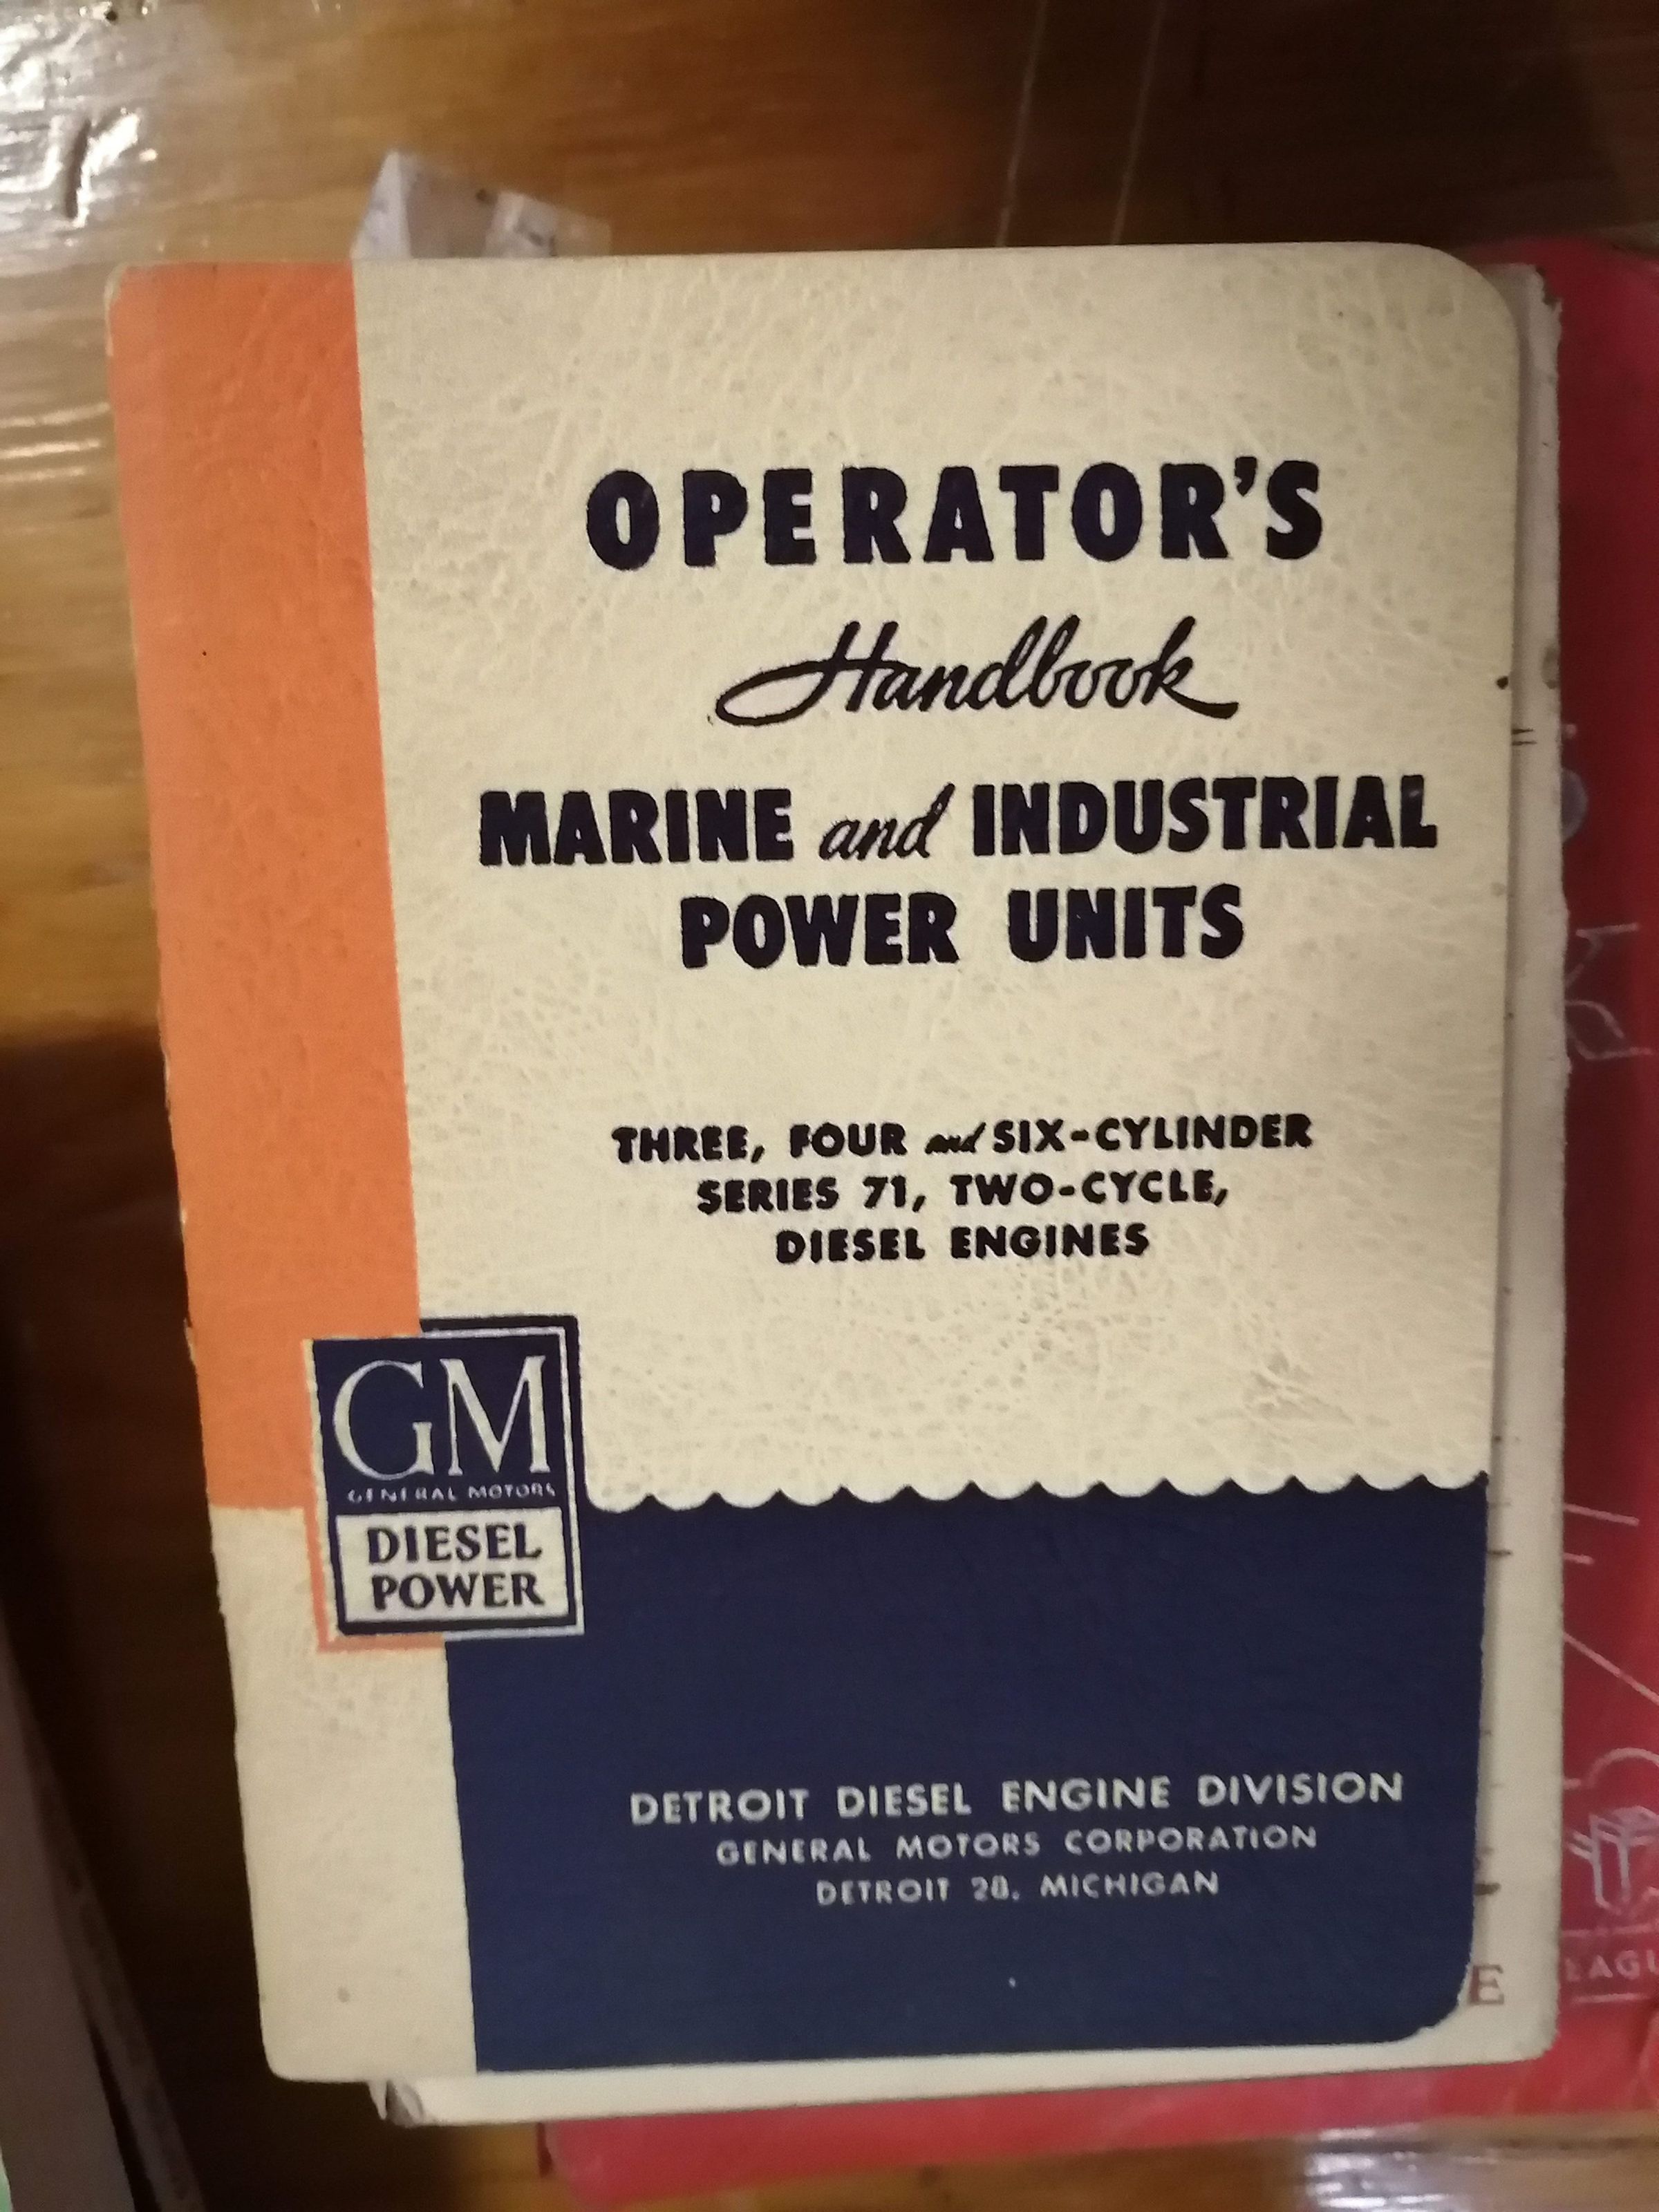 OPERATOR'S
Handbook
MARINE and INDUSTRIAL
POWER UNITS
THREE, FOUR and SIX-CYLINDER
SERIES 71, TWO-CYCLE,
DIESEL ENGINES
GM
GENERAL MOTORS
DIESEL
POWER
DETROIT DIESEL ENGINE DIVISION
GENERAL MOTORS CORPORATION
DETROIT 28, MICHIGAN
E